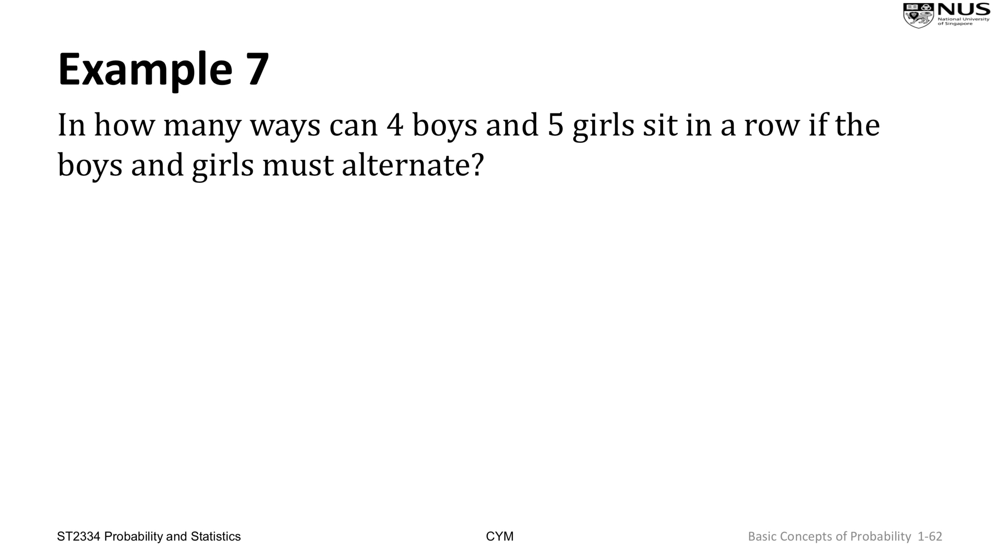 NUS
National University
of Singapore
Example 7
In how many ways can 4 boys and 5 girls sit in a row if the
boys and girls must alternate?
ST2334 Probability and Statistics
CYM
Basic Concepts of Probability 1-62